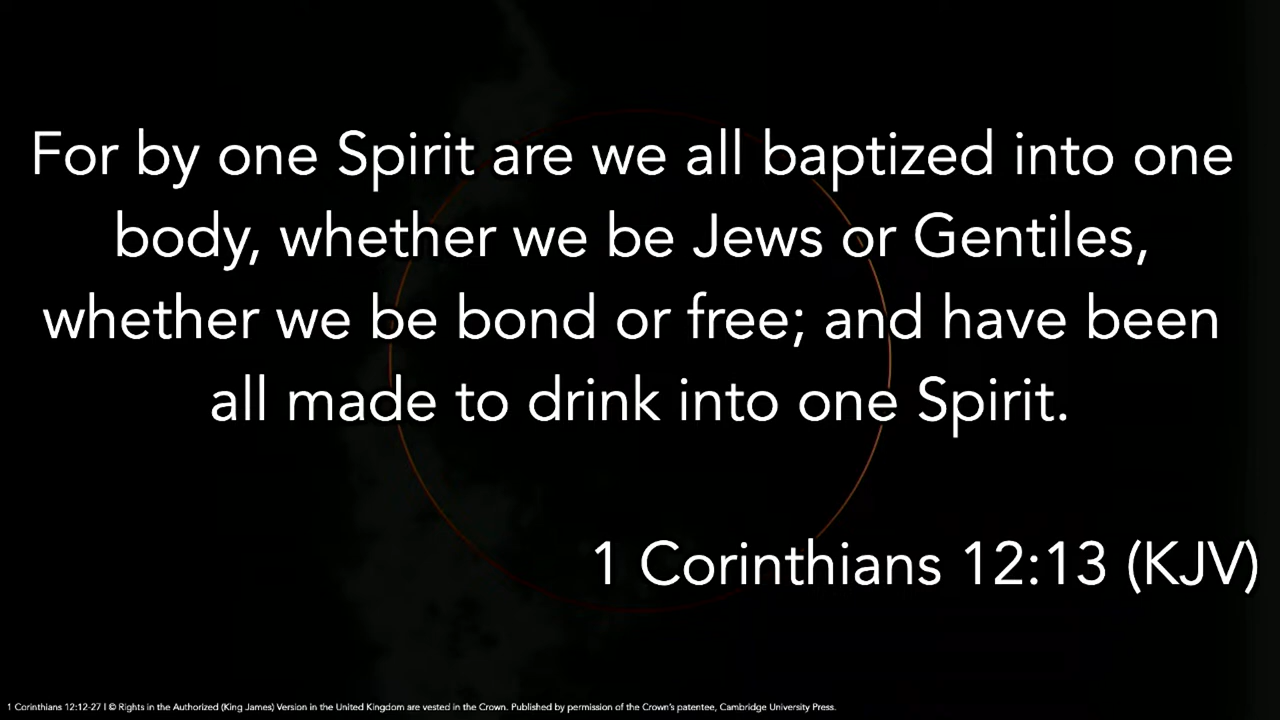 For by one Spirit are we all baptized into one
body, whether we be Jews or Gentiles,
whether we be bond or free; and have been
all made to drink into one Spirit.
1 Corinthians 12:13 (KJV)
1 Corinthians 12:12-27 | © Rights in the Authorized (King James) Version in the United Kingdom are vested in the Crown. Published by permission of the Crown's patentee, Cambridge University Press.